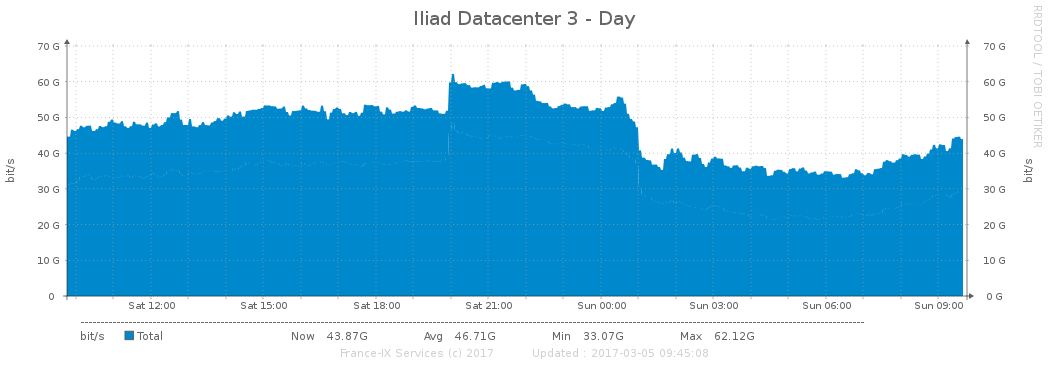 Iliad Datacenter 3 - Day
RRDTOOL / TOBI OETIKER
bit/s
70 G 70 G
60 G 60 G
50 G 50 G
40 G 40 G
30 G 30 G
20 G 20 G
10 G 10 G
0 0 G
bit/s
Sat 12:00 Sat 15:00 Sat 18:00 Sat 21:00 Sun 00:00 Sun 03:00 Sun 06:00 Sun 09:00
bit/s Total Now 43.87G Avg 46.71G Min 33.07G Max 62.12G
France-IX Services (c) 2017 Updated : 2017-03-05 09:45:08